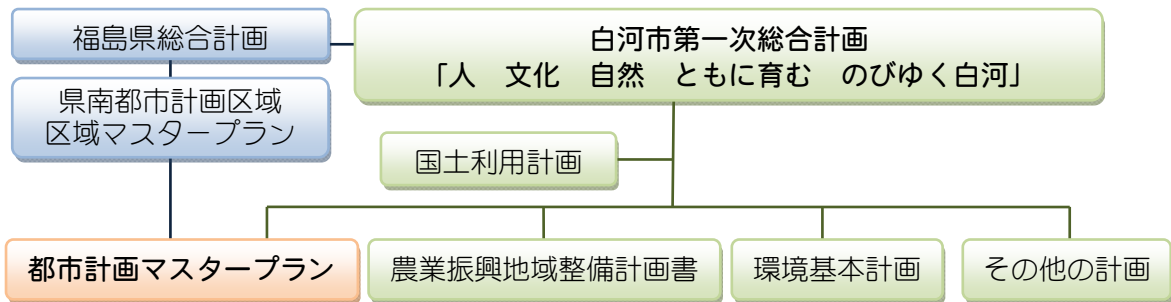 福島県総合計画
白河市第一次総合計画
「人　文化　自然　ともに育む　のびゆく白河」
県南都市計画区域
区域マスタープラン
国土利用計画
都市計画マスタープラン
農業振興地域整備計画書
環境基本計画
その他の計画